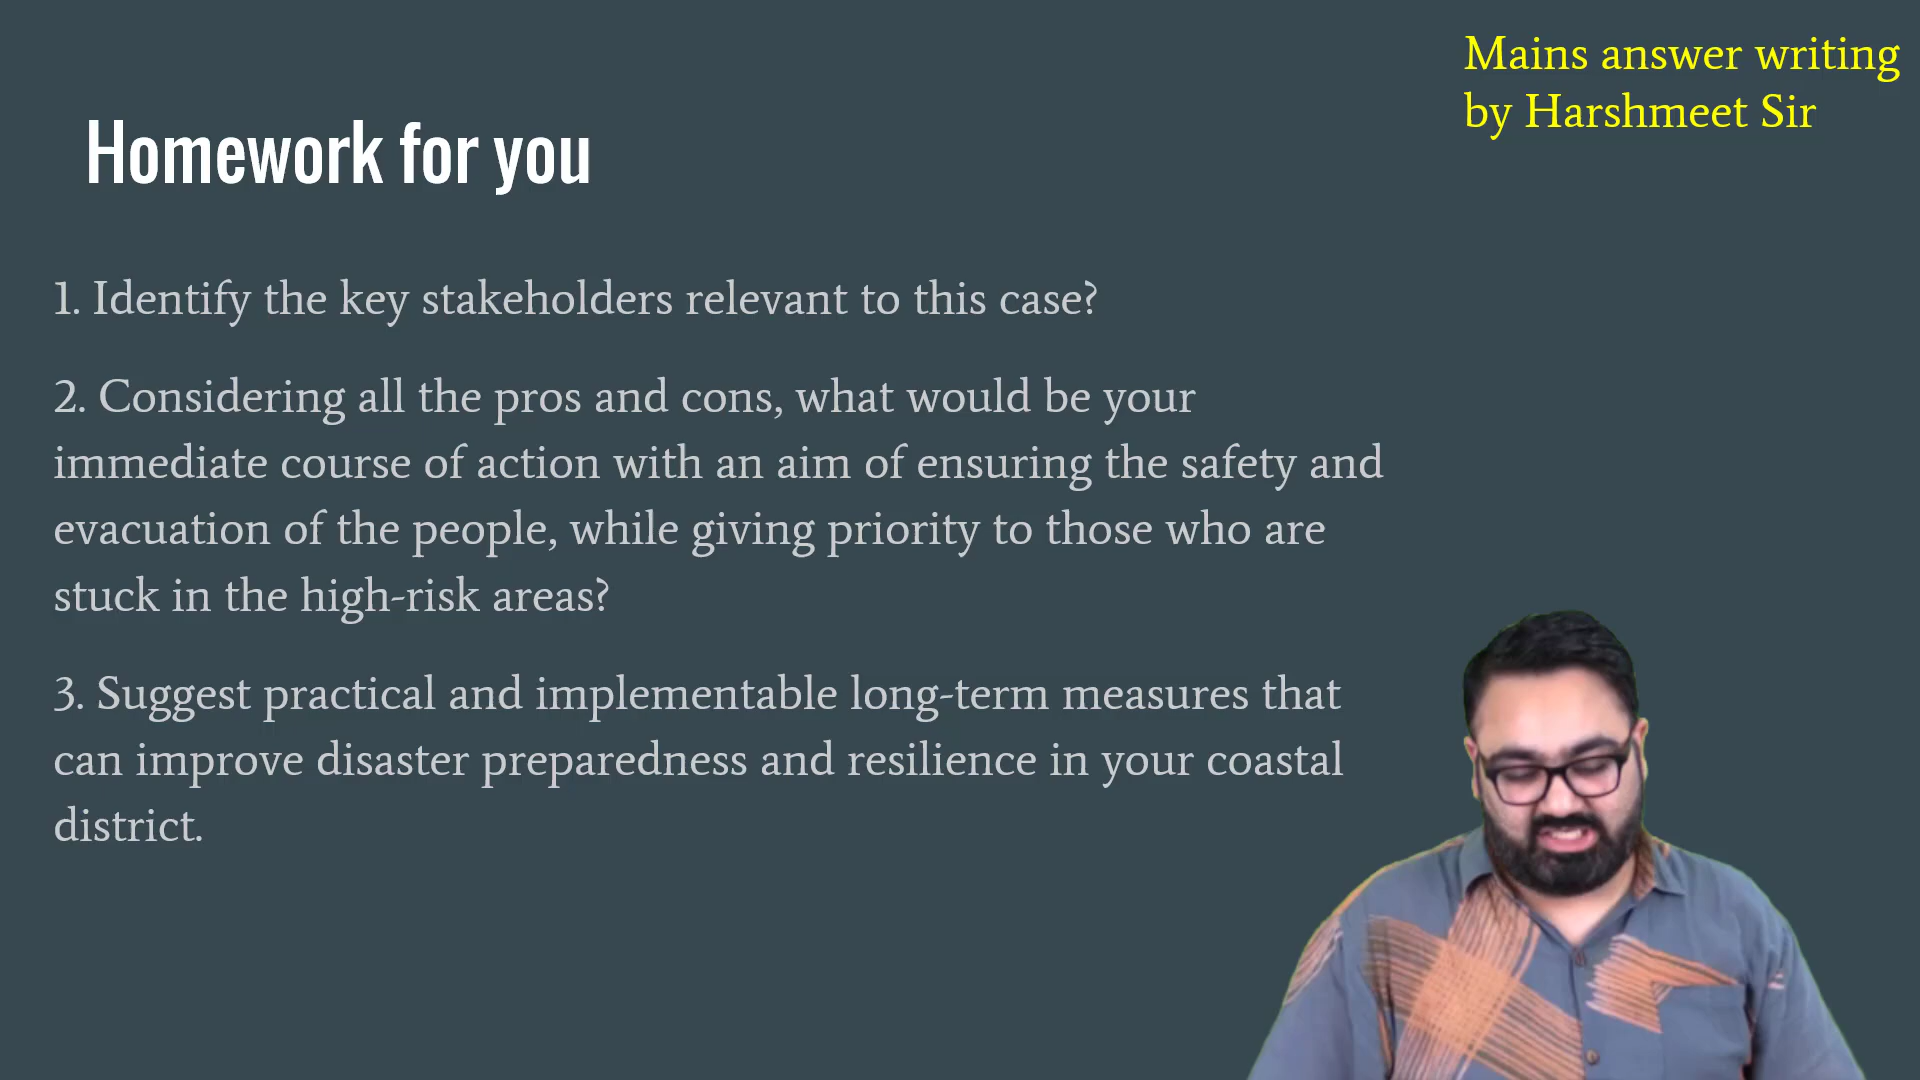 Mains answer writing
by Harshmeet Sir
Homework for you
1. Identify the key stakeholders relevant to this case?
2. Considering all the pros and cons, what would be your
immediate course of action with an aim of ensuring the safety and
evacuation of the people, while giving priority to those who are
stuck in the high-risk areas?
3. Suggest practical and implementable long-term measures that
can improve disaster preparedness and resilience in your coastal
district.